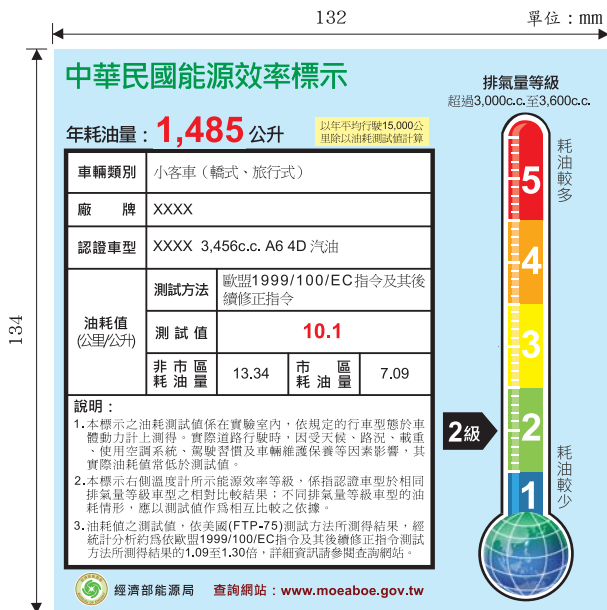 132
單位：mm
134
中華民國能源效率標示
年耗油量：1,485 公升
以年平均行駛15,000公
里除以油耗測試值計算
排氣量等級
超過3,000c.c.至3,600c.c.
車輛類別 小客車（轎式、旅行式）
廠牌 XXXX
認證車型 XXXX 3,456c.c. A6 4D 汽油
油耗值
(公里/公升)
測試方法
歐盟1999/100/EC指令及其後
續修正指令
測試值 10.1
非市區
耗油量
13.34
市區
耗油量
7.09
說明：
1.本標示之油耗測試值係在實驗室內，依規定的行車型態於車
體動力計上測得。實際道路行駛時，因受天候、路況、載重
、使用空調系統、駕駛習慣及車輛維護保養等因素影響，其
實際油耗值常低於測試值。
2.本標示右側溫度計所示能源效率等級，係指認證車型於相同
排氣量等級車型之相對比較結果；不同排氣量等級車型的油
耗情形，應以測試值作為相互比較之依據。
3.油耗值之測試值，依美國(FTP-75)測試方法所測得結果，經
統計分析約為依歐盟1999/100/EC指令及其後續修正指令測試
方法所測得結果的1.09至1.30倍，詳細資訊請參閱查詢網站。
耗油較多
5
4
3
2級
2
耗油較少
1
經濟部能源局 查詢網站：www.moeaboe.gov.tw